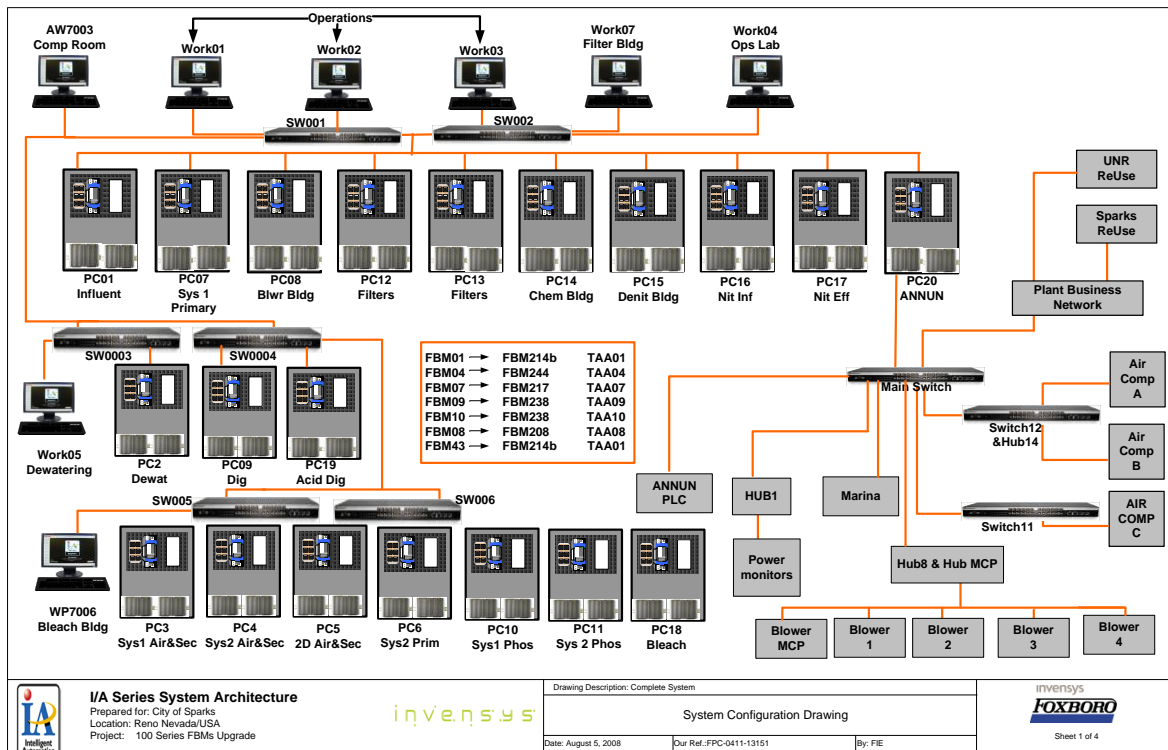 Operations
AW7003
Comp Room
Work01
Work02
Work03
Work07
Filter Bldg
Work04
Ops Lab
SW001
SW002
PC01
Influent
PC07
Sys 1
Primary
PC08
Blwr Bldg
PC12
Filters
PC13
Filters
PC14
Chem Bldg
PC15
Denit Bldg
PC16
Nit Inf
PC17
Nit Eff
PC20
ANNUN
UNR
ReUse
Sparks
ReUse
Plant Business
Network
SW0003
SW0004
Work05
Dewatering
PC2
Dewat
PC09
Dig
PC19
Acid Dig
FBM01 FBM214b TAA01
FBM04 FBM244 TAA04
FBM07 FBM217 TAA07
FBM09 FBM238 TAA09
FBM10 FBM238 TAA10
FBM08 FBM208 TAA08
FBM43 FBM214b TAA01
Main Switch
Air
Comp
A
Switch12
&Hub14
Air
Comp
B
ANNUN
PLC
HUB1
Marina
Switch11
AIR
COMP
C
Power
monitors
Hub8 & Hub MCP
Blower
MCP
Blower
1
Blower
2
Blower
3
Blower
4
SW005
SW006
WP7006
Bleach Bldg
PC3
Sys1 Air&Sec
PC4
Sys2 Air&Sec
PC5
2D Air&Sec
PC6
Sys2 Prim
PC10
Sys1 Phos
PC11
Sys 2 Phos
PC18
Bleach
IA
Intelligent
Automation
I/A Series System Architecture
Prepared for: City of Sparks
Location: Reno Nevada/USA
Project: 100 Series FBMs Upgrade
invensys
Drawing Description: Complete System
System Configuration Drawing
Date: August 5, 2008
Our Ref.:FPC-0411-13151
By: FIE
invensys
FOXBORO
Sheet 1 of 4